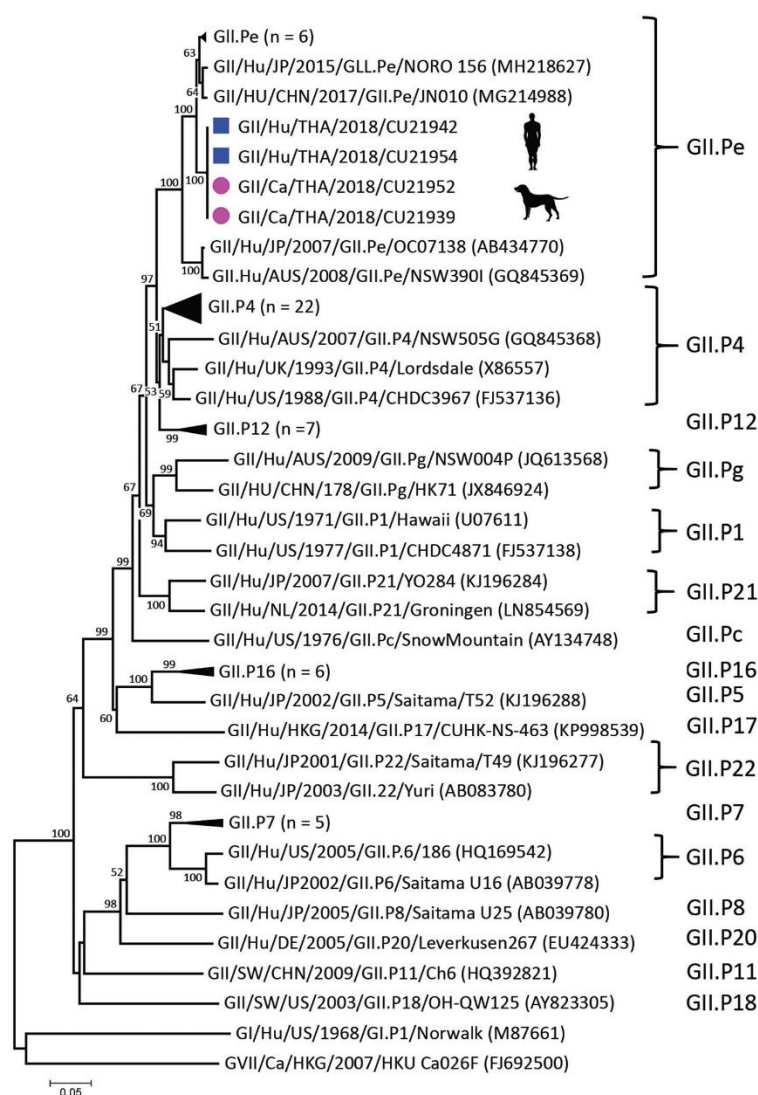 GII.Pe (n = 6)
GII/Hu/JP/2015/GLL.Pe/NORO 156 (MH218627)
GII/HU/CHN/2017/GII.Pe/JN010 (MG214988)
GII/Hu/THA/2018/CU21942
GII/Hu/THA/2018/CU21954
GII/Ca/THA/2018/CU21952
GII/Ca/THA/2018/CU21939
GII/Hu/JP/2007/GII.Pe/OC07138 (AB434770)
GII.Hu/AUS/2008/GII.Pe/NSW390I (GQ845369)
GII.Pe
GII.P4 (n = 22)
GII/Hu/AUS/2007/GII.P4/NSW505G (GQ845368)
GII/Hu/UK/1993/GII.P4/Lordsdale (X86557)
GII/Hu/US/1988/GII.P4/CHDC3967 (FJ537136)
GII.P4
GII.P12 (n =7)
GII.P12
GII/Hu/AUS/2009/GII.Pg/NSW004P (JQ613568)
GII/HU/CHN/178/GII.Pg/HK71 (JX846924)
GII.Pg
GII/Hu/US/1971/GII.P1/Hawaii (U07611)
GII/Hu/US/1977/GII.P1/CHDC4871 (FJ537138)
GII.P1
GII/Hu/JP/2007/GII.P21/YO284 (KJ196284)
GII/Hu/NL/2014/GII.P21/Groningen (LN854569)
GII.P21
GII/Hu/US/1976/GII.Pc/SnowMountain (AY134748)
GII.Pc
GII.P16 (n = 6)
GII.P16
GII/Hu/JP/2002/GII.P5/Saitama/T52 (KJ196288)
GII.P5
GII/Hu/HKG/2014/GII.P17/CUHK-NS-463 (KP998539)
GII.P17
GII/Hu/JP2001/GII.P22/Saitama/T49 (KJ196277)
GII/Hu/JP/2003/GII.22/Yuri (AB083780)
GII.P22
GII.P7 (n = 5)
GII.P7
GII/Hu/US/2005/GII.P.6/186 (HQ169542)
GII/Hu/JP2002/GII.P6/Saitama U16 (AB039778)
GII.P6
GII/Hu/JP/2005/GII.P8/Saitama U25 (AB039780)
GII.P8
GII/Hu/DE/2005/GII.P20/Leverkusen267 (EU424333)
GII.P20
GII/SW/CHN/2009/GII.P11/Ch6 (HQ392821)
GII.P11
GII/SW/US/2003/GII.P18/OH-QW125 (AY823305)
GII.P18
GI/Hu/US/1968/GI.P1/Norwalk (M87661)
GVII/Ca/HKG/2007/HKU Ca026F (FJ692500)
63
64
100
100
100
100
97
51
53
59
67
99
99
69
94
67
100
99
99
99
100
60
64
100
98
100
100
52
98
100
0.05